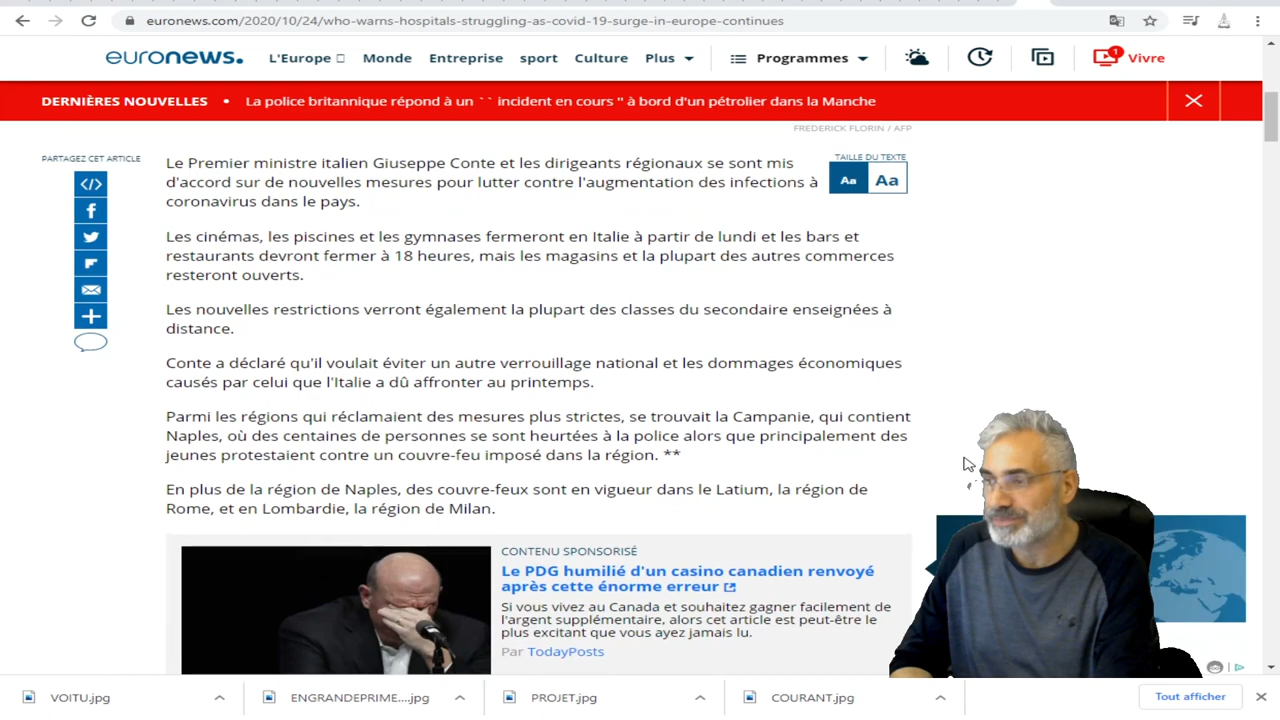 euronews.com/2020/10/24/who-warns-hospitals-struggling-as-covid-19-surge-in-europe-continues
euronews.
L'Europe
Monde
Entreprise
sport
Culture
Plus
Programmes
1
Vivre
DERNIÈRES NOUVELLES • La police britannique répond à un `` incident en cours '' à bord d'un pétrolier dans la Manche
FREDERICK FLORIN / AFP
PARTAGEZ CET ARTICLE
TAILLE DU TEXTE
Aa Aa
Le Premier ministre italien Giuseppe Conte et les dirigeants régionaux se sont mis
d'accord sur de nouvelles mesures pour lutter contre l'augmentation des infections à
coronavirus dans le pays.
Les cinémas, les piscines et les gymnases fermeront en Italie à partir de lundi et les bars et
restaurants devront fermer à 18 heures, mais les magasins et la plupart des autres commerces
resteront ouverts.
Les nouvelles restrictions verront également la plupart des classes du secondaire enseignées à
distance.
Conte a déclaré qu'il voulait éviter un autre verrouillage national et les dommages économiques
causés par celui que l'Italie a dû affronter au printemps.
Parmi les régions qui réclamaient des mesures plus strictes, se trouvait la Campanie, qui contient
Naples, où des centaines de personnes se sont heurtées à la police alors que principalement des
jeunes protestaient contre un couvre-feu imposé dans la région. **
En plus de la région de Naples, des couvre-feux sont en vigueur dans le Latium, la région de
Rome, et en Lombardie, la région de Milan.
CONTENU SPONSORISÉ
Le PDG humilié d'un casino canadien renvoyé
après cette énorme erreur
Si vous vivez au Canada et souhaitez gagner facilement de
l'argent supplémentaire, alors cet article est peut-être le
plus excitant que vous ayez jamais lu.
Par TodayPosts
VOITU.jpg
ENGRANDEPRIME....jpg
PROJET.jpg
COURANT.jpg
Tout afficher